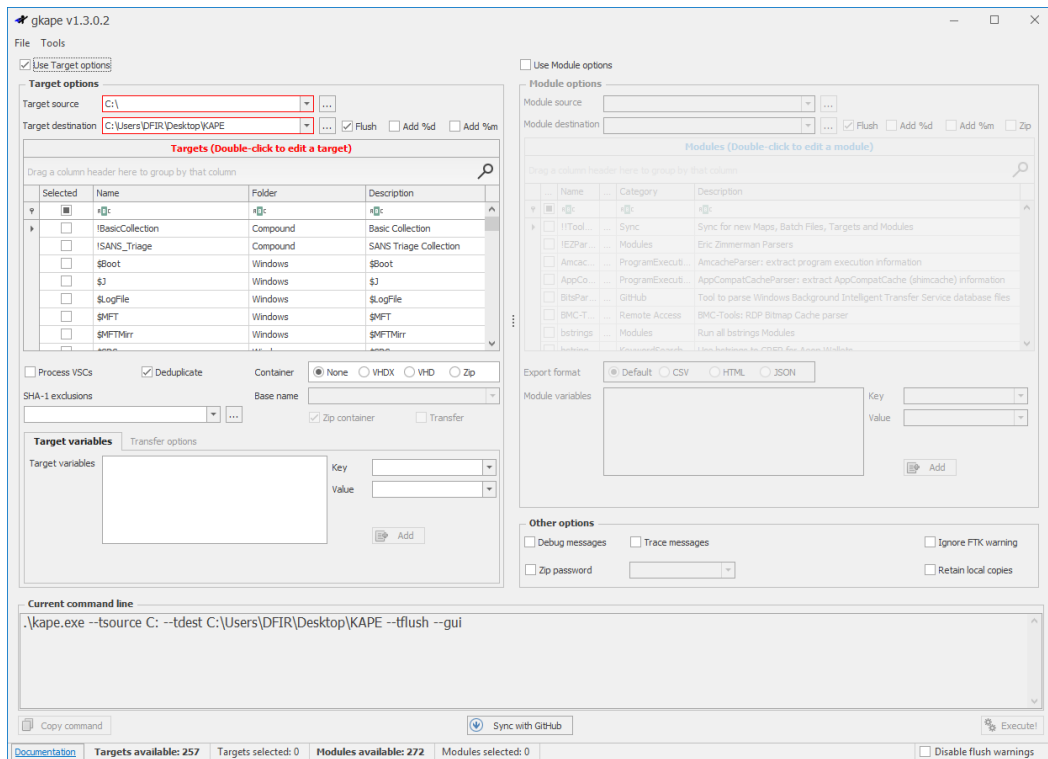 gkape v1.3.0.2
File Tools
Use Target options
Target options
Target source C:\ ...
Target destination C:\Users\DFIR\Desktop\KAPE ... Flush Add %d Add %m
Targets (Double-click to edit a target)
Drag a column header here to group by that column
Selected Name Folder Description
!BasicCollection Compound Basic Collection
!SANS_Triage Compound SANS Triage Collection
$Boot Windows $Boot
$J Windows $J
$LogFile Windows $LogFile
$MFT Windows $MFT
$MFTMirr Windows $MFTMirr
Process VSCs Deduplicate Container None VHDX VHD Zip
SHA-1 exclusions Base name
... Zip container Transfer
Target variables Transfer options
Target variables Key
Value
Add
Use Module options
Module options
Module source ...
Module destination ... Flush Add %d Add %m Zip
Modules (Double-click to edit a module)
Drag a column header here to group by that column
... Name ... Category Description
!!Tool... ... Sync Sync for new Maps, Batch Files, Targets and Modules
!EZPar... ... Modules Eric Zimmerman Parsers
Amcac... ... ProgramExecuti... AmcacheParser: extract program execution information
AppCo... ... ProgramExecuti... AppCompatCacheParser: extract AppCompatCache (shimcache) information
BitsPar... ... GitHub Tool to parse Windows Background Intelligent Transfer Service database files
BMC-T... ... Remote Access BMC-Tools: RDP Bitmap Cache parser
bstrings ... Modules Run all bstrings Modules
Export format Default CSV HTML JSON
Module variables Key
Value
Add
Other options
Debug messages Trace messages Ignore FTK warning
Zip password Retain local copies
Current command line
.\kape.exe --tsource C: --tdest C:\Users\DFIR\Desktop\KAPE --tflush --gui
Copy command Sync with GitHub Execute!
Documentation Targets available: 257 Targets selected: 0 Modules available: 272 Modules selected: 0 Disable flush warnings